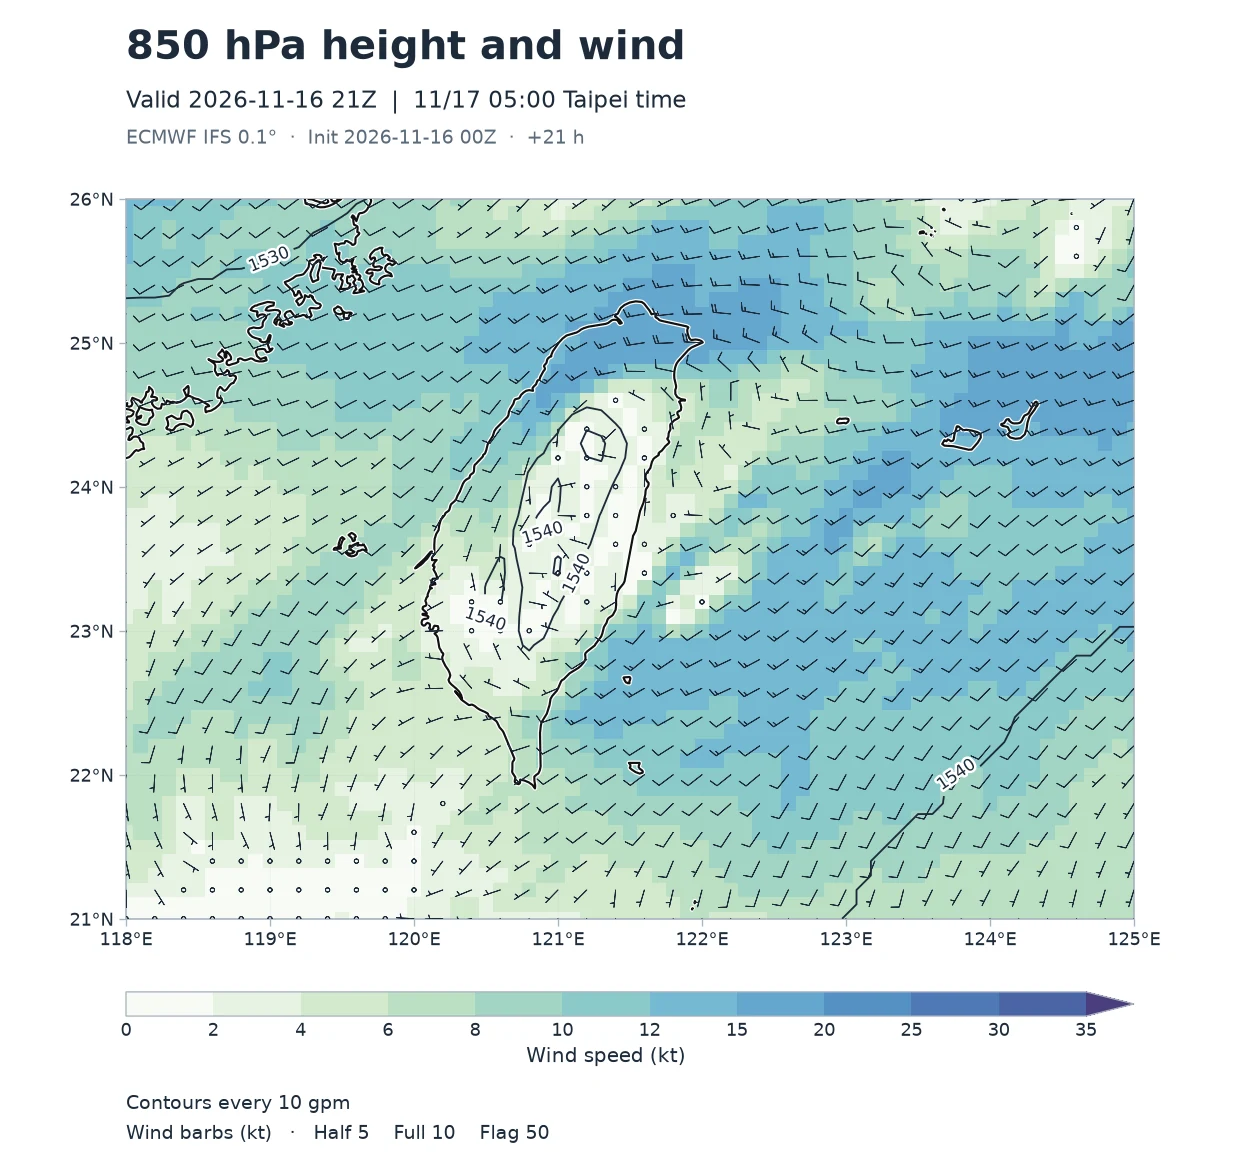 850 hPa height and wind
Valid 2026-11-16 21Z | 11/17 05:00 Taipei time
ECMWF IFS 0.1° · Init 2026-11-16 00Z · +21 h
26°N
1530
25°N
24°N
1540
1540
1540
23°N
22°N
1540
21°N
118°E 119°E 120°E 121°E 122°E 123°E 124°E 125°E
0 2 4 6 8 10 12 15 20 25 30 35
Wind speed (kt)
Contours every 10 gpm
Wind barbs (kt) · Half 5 Full 10 Flag 50